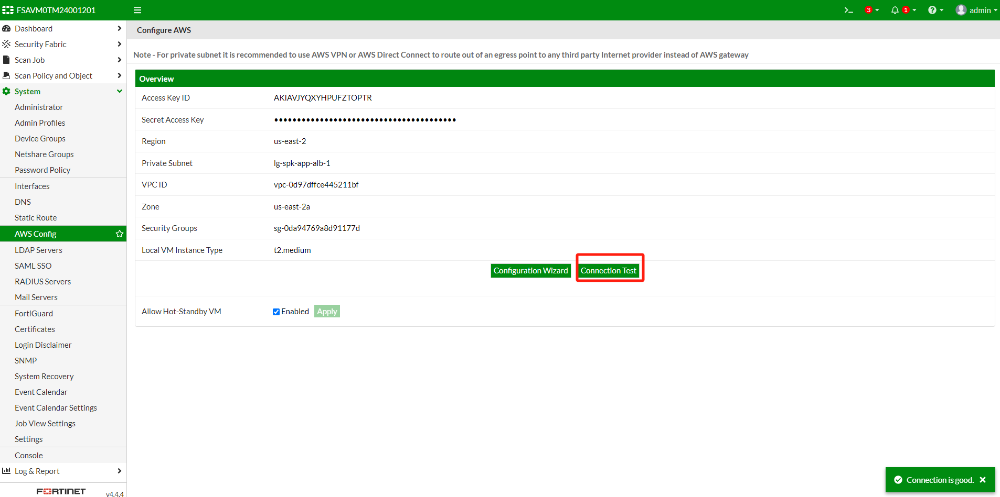 FSAVM0TM24001201
3
1
admin
Dashboard
Security Fabric
Scan Job
Scan Policy and Object
System
Administrator
Admin Profiles
Device Groups
Netshare Groups
Password Policy
Interfaces
DNS
Static Route
AWS Config
LDAP Servers
SAML SSO
RADIUS Servers
Mail Servers
FortiGuard
Certificates
Login Disclaimer
SNMP
System Recovery
Event Calendar
Event Calendar Settings
Job View Settings
Settings
Console
Log & Report
FORTINET
v4.4.4
Configure AWS
Note - For private subnet it is recommended to use AWS VPN or AWS Direct Connect to route out of an egress point to any third party Internet provider instead of AWS gateway
Overview
Access Key ID AKIAVJYQXYHPUFZTOPTR
Secret Access Key ••••••••••••••••••••••••••••••••••••••••
Region us-east-2
Private Subnet lg-spk-app-alb-1
VPC ID vpc-0d97dffce445211bf
Zone us-east-2a
Security Groups sg-0da94769a8d91177d
Local VM Instance Type t2.medium
Configuration Wizard Connection Test
Allow Hot-Standby VM Enabled Apply
Connection is good.